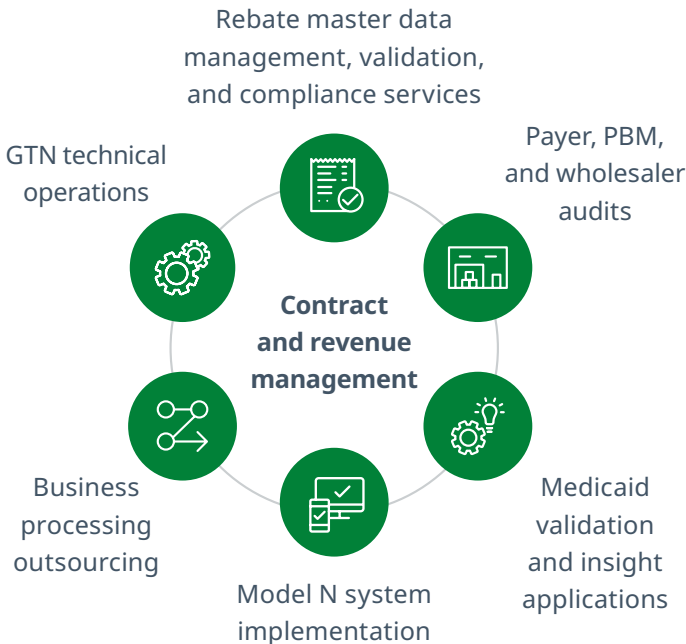 Rebate master data
management, validation,
and compliance services
Payer, PBM,
and wholesaler
audits
GTN technical
operations
Contract
and revenue
management
Business
processing
outsourcing
Medicaid
validation
and insight
applications
Model N system
implementation